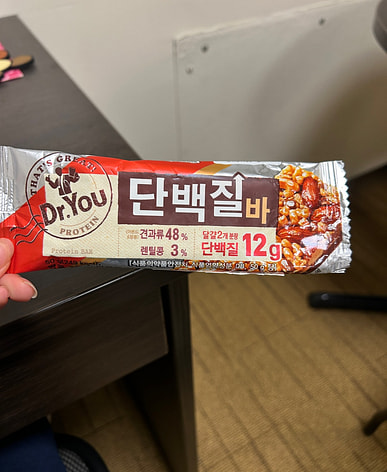 THAT'S GREAT!
Dr.You
PROTEIN
Protein BAR
단백질바
견과류 48%
렌틸콩 3%
달걀 2개 분량
단백질 12g